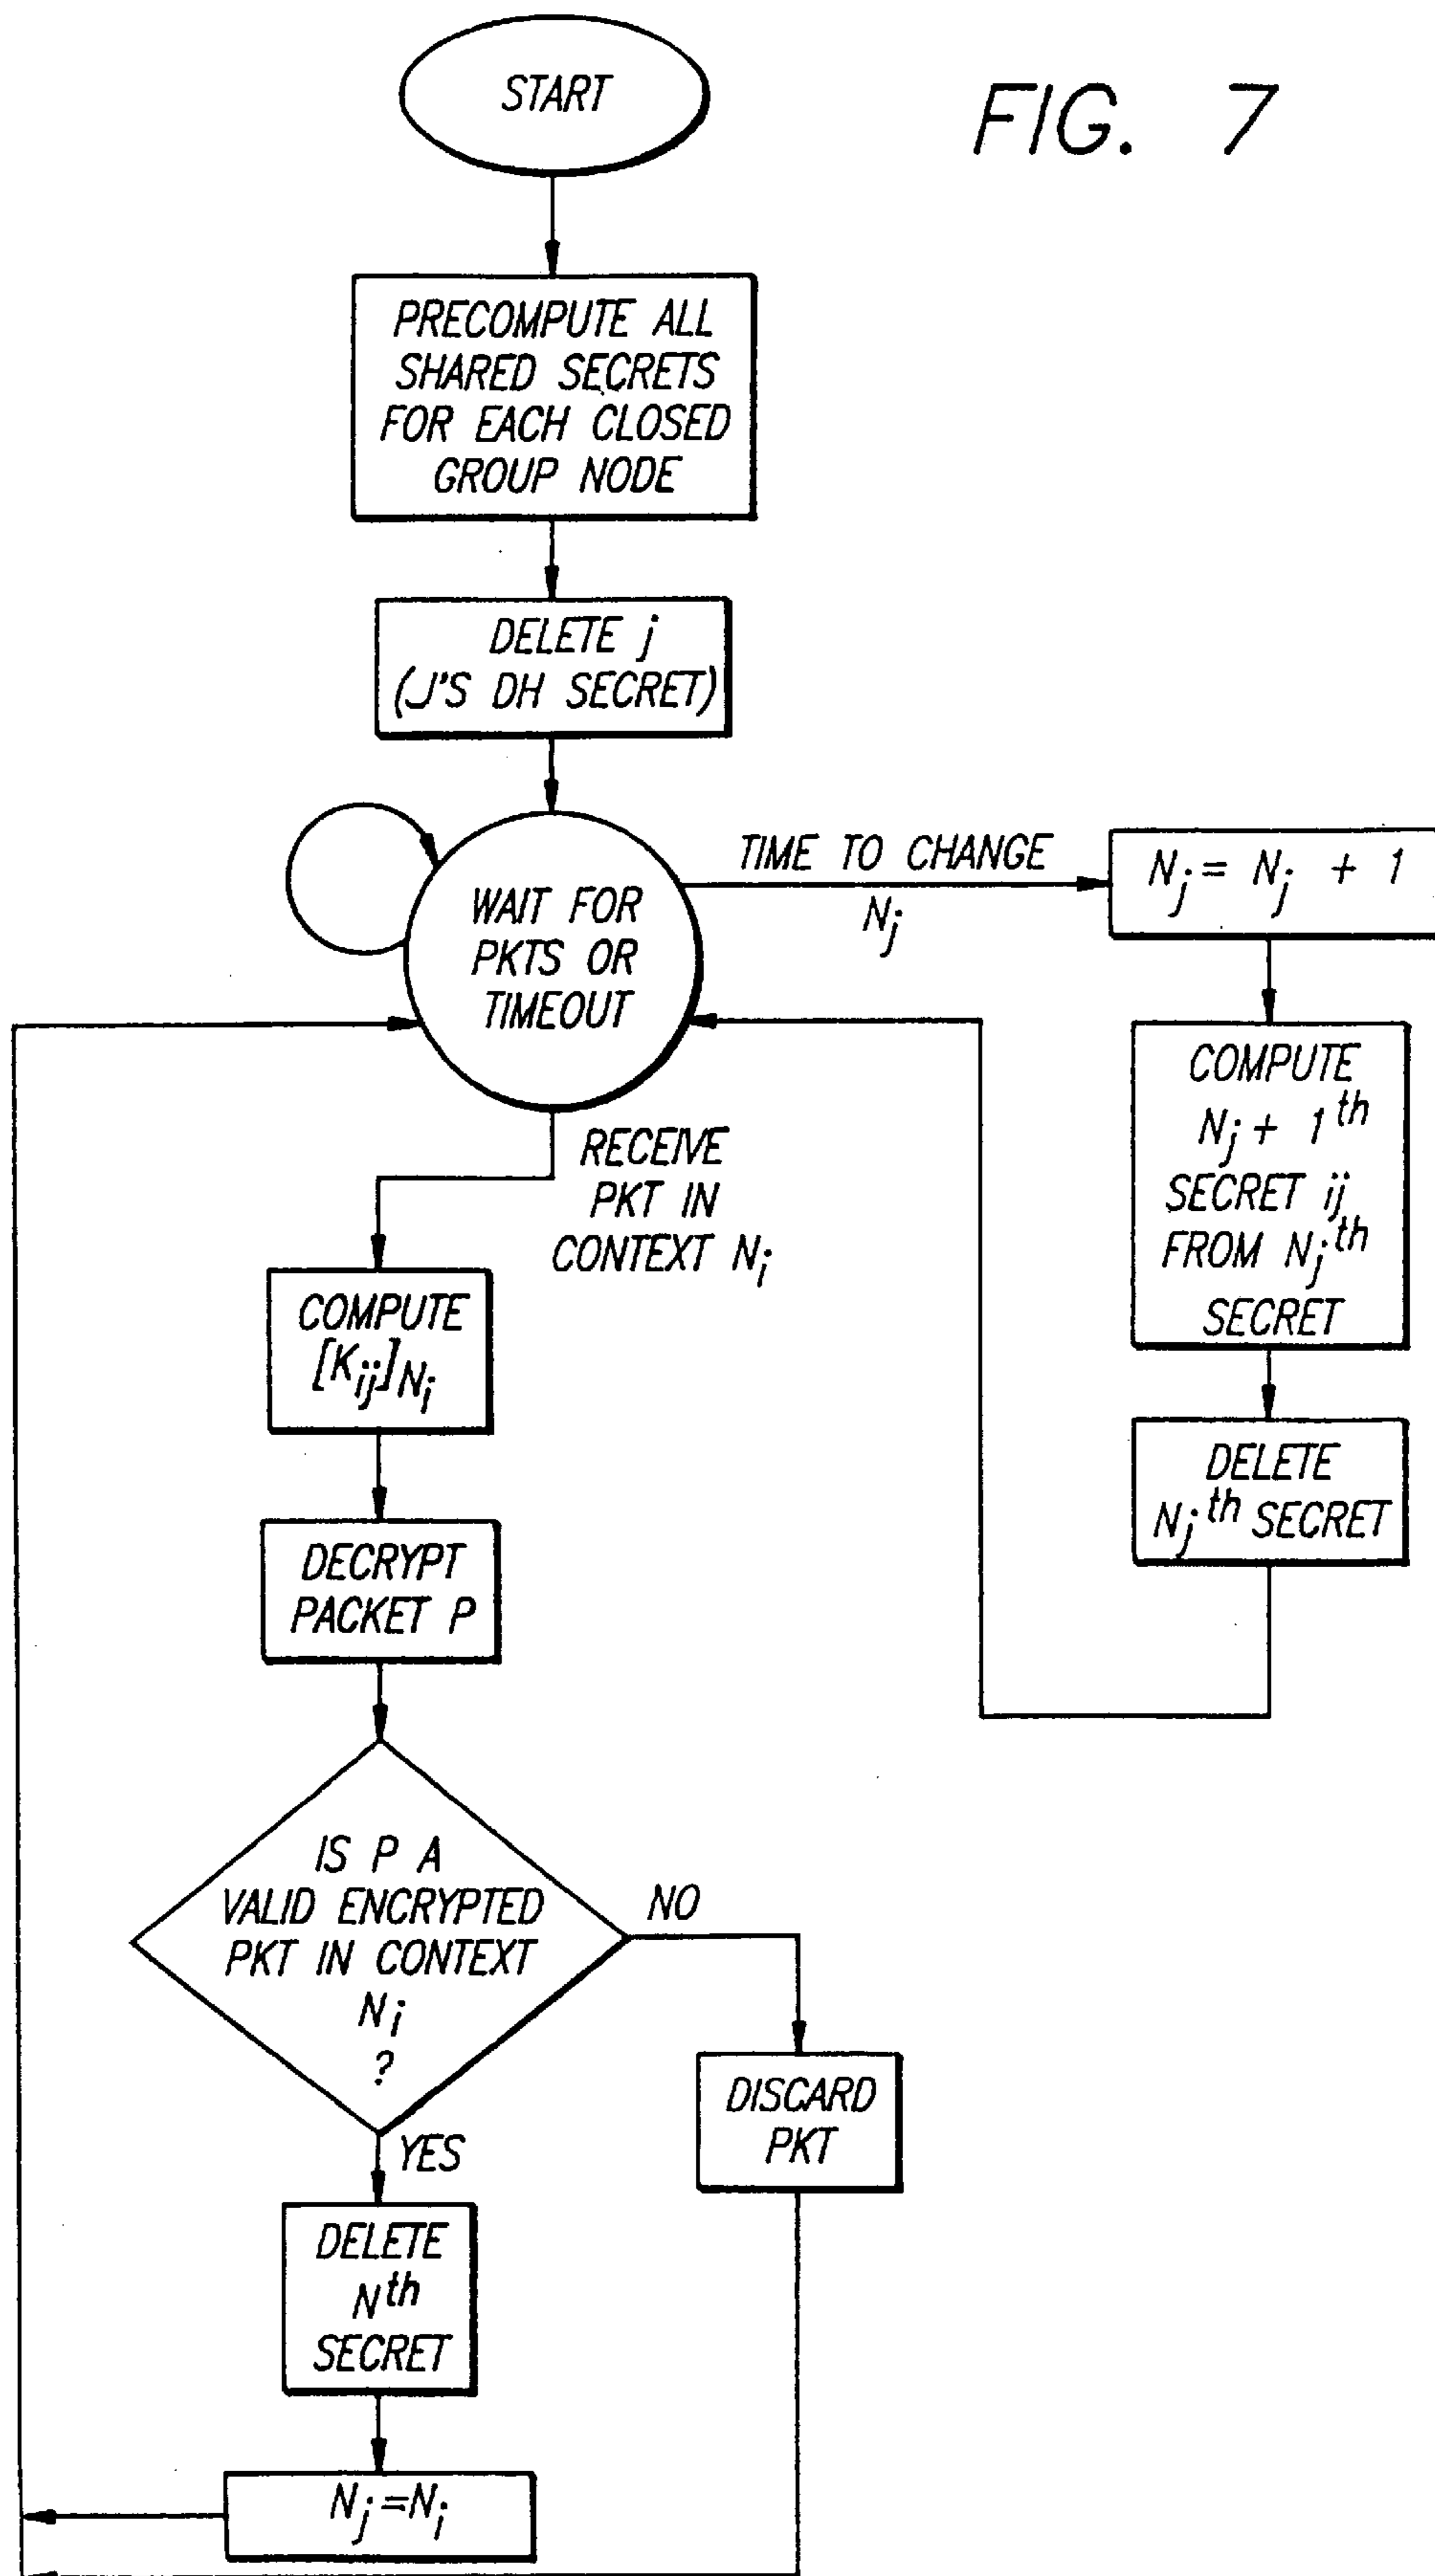 START
FIG. 7
PRECOMPUTE ALL
SHARED SECRETS
FOR EACH CLOSED
GROUP NODE
DELETE j
(J'S DH SECRET)
WAIT FOR
PKTS OR
TIMEOUT
TIME TO CHANGE
Nj
Nj = Nj + 1
COMPUTE
Nj + 1th
SECRET ij
FROM Njth
SECRET
DELETE
Njth SECRET
RECEIVE
PKT IN
CONTEXT Ni
COMPUTE
[Kij]Ni
DECRYPT
PACKET P
IS P A
VALID ENCRYPTED
PKT IN CONTEXT
Ni
?
NO
DISCARD
PKT
YES
DELETE
Nth
SECRET
Nj=Ni